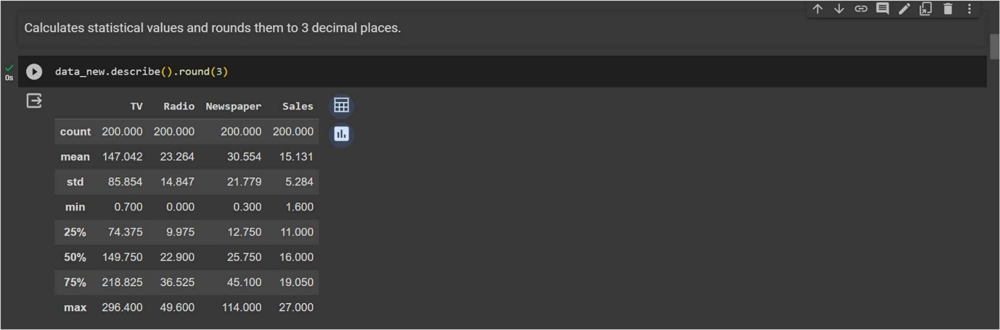 Calculates statistical values and rounds them to 3 decimal places.
0s
data_new.describe().round(3)
TV Radio Newspaper Sales
count 200.000 200.000 200.000 200.000
mean 147.042 23.264 30.554 15.131
std 85.854 14.847 21.779 5.284
min 0.700 0.000 0.300 1.600
25% 74.375 9.975 12.750 11.000
50% 149.750 22.900 25.750 16.000
75% 218.825 36.525 45.100 19.050
max 296.400 49.600 114.000 27.000